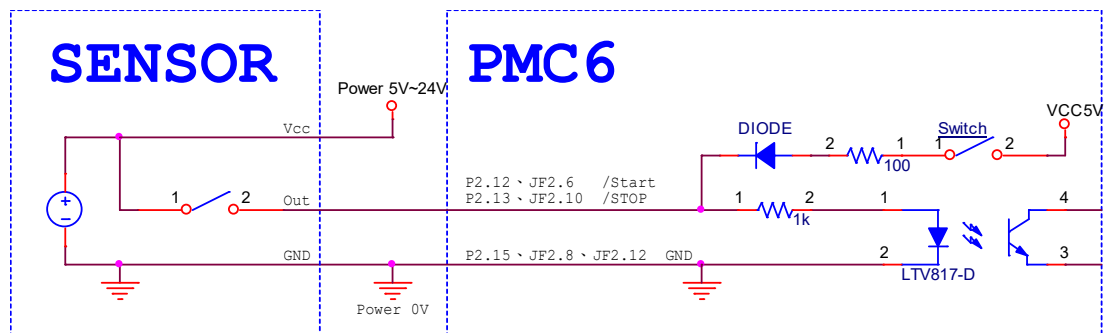 SENSOR
PMC6
Power 5V~24V
VCC5V
Vcc
DIODE
2
1
100
Switch
1
2
1
2
Out
P2.12、JF2.6 /Start
P2.13、JF2.10 /STOP
1
2
1k
1
4
+
−
GND
P2.15、JF2.8、JF2.12 GND
2
3
LTV817-D
Power 0V